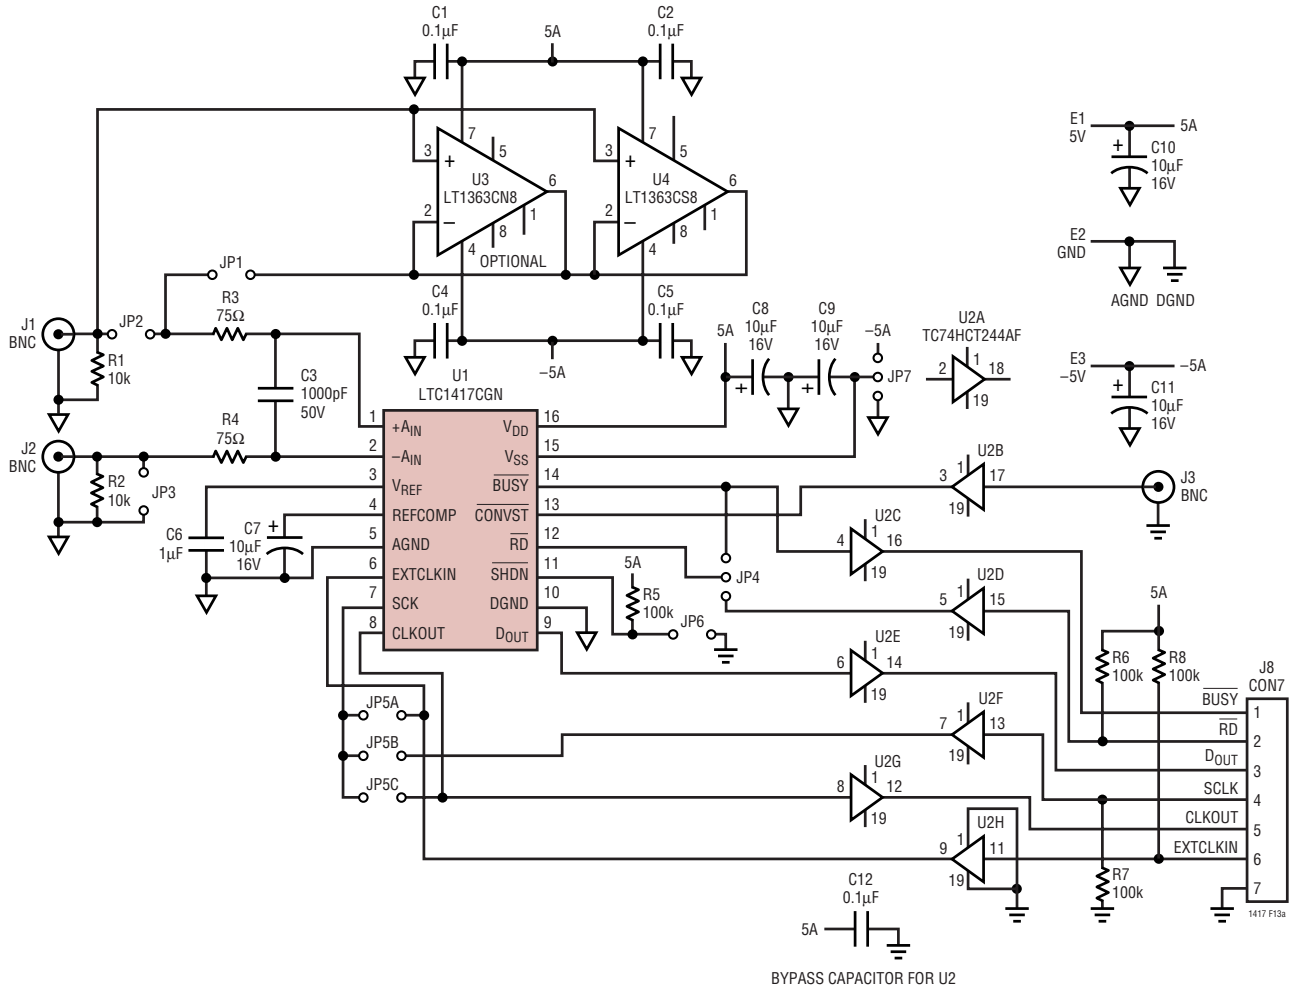 C1
0.1µF
5A
C2
0.1µF
3
7
5
+
U3
LT1363CN8
6
2
–
1
8
4
OPTIONAL
3
7
5
+
U4
LT1363CS8
6
2
–
1
8
4
E1
5V
5A
+
C10
10µF
16V
E2
GND
AGND
DGND
E3
–5V
–5A
+
C11
10µF
16V
JP1
J1
BNC
JP2
R3
75Ω
R1
10k
C3
1000pF
50V
R4
75Ω
J2
BNC
R2
10k
JP3
C4
0.1µF
C5
0.1µF
–5A
5A
C8
10µF
16V
+
C9
10µF
16V
+
–5A
JP7
U2A
TC74HCT244AF
2
1
18
19
U1
LTC1417CGN
1
+AIN
2
–AIN
3
VREF
4
REFCOMP
5
AGND
6
EXTCLKIN
7
SCK
8
CLKOUT
VDD
16
VSS
15
BUSY
14
CONVST
13
RD
12
SHDN
11
DGND
10
DOUT
9
C6
1µF
C7
10µF
16V
+
5A
R5
100k
JP6
JP4
JP5A
JP5B
JP5C
U2B
3
1
17
19
J3
BNC
U2C
4
1
16
19
U2D
5
1
15
19
U2E
6
1
14
19
U2F
7
1
13
19
U2G
8
1
12
19
U2H
9
1
11
19
5A
R6
100k
R8
100k
R7
100k
J8
CON7
BUSY
1
RD
2
DOUT
3
SCLK
4
CLKOUT
5
EXTCLKIN
6
7
1417 F13a
C12
0.1µF
5A
BYPASS CAPACITOR FOR U2